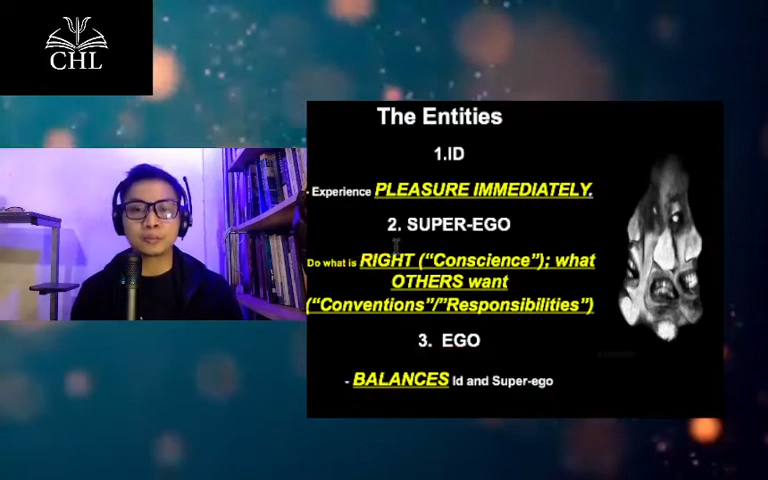 CHL
The Entities
1.ID
- Experience PLEASURE IMMEDIATELY.
2. SUPER-EGO
Do what is RIGHT (“Conscience”); what
OTHERS want
(“Conventions”/”Responsibilities”)
3. EGO
- BALANCES Id and Super-ego